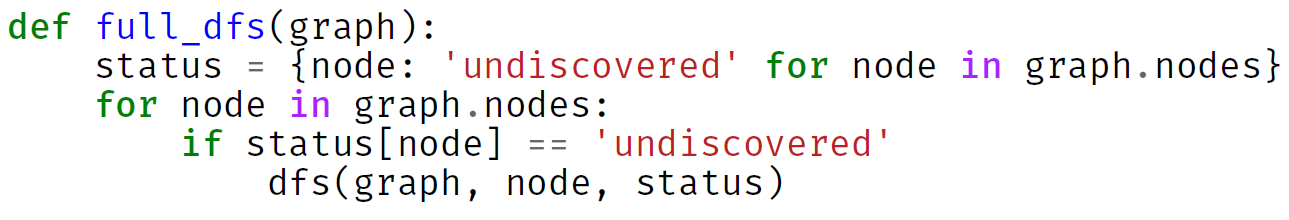 def full_dfs(graph):
    status = {node: 'undiscovered' for node in graph.nodes}
    for node in graph.nodes:
        if status[node] == 'undiscovered'
            dfs(graph, node, status)